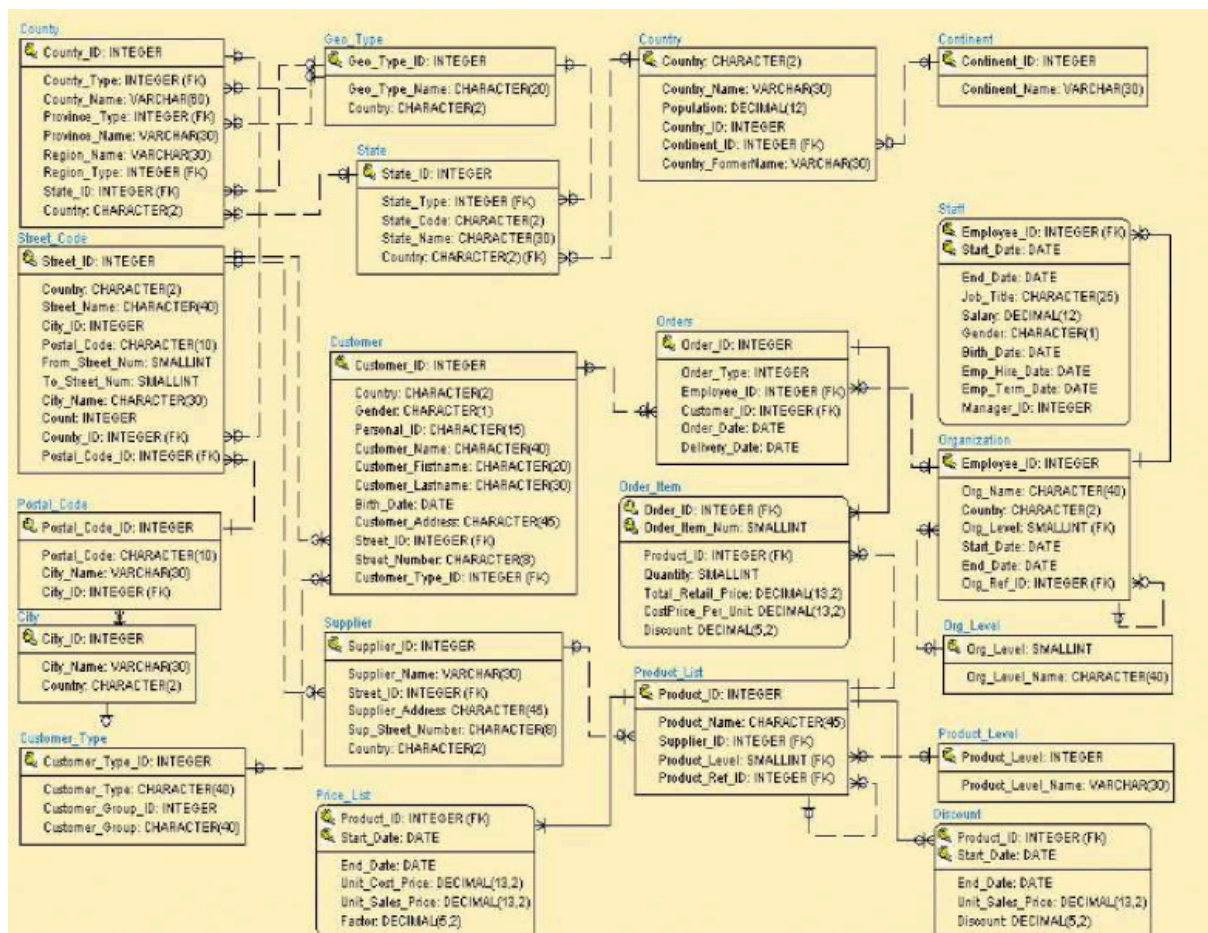 County
County_ID: INTEGER
County_Type: INTEGER (FK)
County_Name: VARCHAR(60)
Province_Type: INTEGER (FK)
Province_Name: VARCHAR(30)
Region_Name: VARCHAR(30)
Region_Type: INTEGER (FK)
State_ID: INTEGER (FK)
Country: CHARACTER(2)
Geo_Type
Geo_Type_ID: INTEGER
Geo_Type_Name: CHARACTER(20)
Country: CHARACTER(2)
Country
Country: CHARACTER(2)
Country_Name: VARCHAR(30)
Population: DECIMAL(12)
Country_ID: INTEGER
Continent_ID: INTEGER (FK)
Country_FormerName: VARCHAR(30)
Continent
Continent_ID: INTEGER
Continent_Name: VARCHAR(30)
State
State_ID: INTEGER
State_Type: INTEGER (FK)
State_Code: CHARACTER(2)
State_Name: CHARACTER(30)
Country: CHARACTER(2) (FK)
Staff
Employee_ID: INTEGER (FK)
Start_Date: DATE
End_Date: DATE
Job_Title: CHARACTER(25)
Salary: DECIMAL(12)
Gender: CHARACTER(1)
Birth_Date: DATE
Emp_Hire_Date: DATE
Emp_Term_Date: DATE
Manager_ID: INTEGER
Street_Code
Street_ID: INTEGER
Country: CHARACTER(2)
Street_Name: CHARACTER(40)
City_ID: INTEGER
Postal_Code: CHARACTER(10)
From_Street_Num: SMALLINT
To_Street_Num: SMALLINT
City_Name: CHARACTER(30)
Count: INTEGER
County_ID: INTEGER (FK)
Postal_Code_ID: INTEGER (FK)
Customer
Customer_ID: INTEGER
Country: CHARACTER(2)
Gender: CHARACTER(1)
Personal_ID: CHARACTER(15)
Customer_Name: CHARACTER(40)
Customer_Firstname: CHARACTER(20)
Customer_Lastname: CHARACTER(30)
Birth_Date: DATE
Customer_Address: CHARACTER(45)
Street_ID: INTEGER (FK)
Street_Number: CHARACTER(8)
Customer_Type_ID: INTEGER (FK)
Orders
Order_ID: INTEGER
Order_Type: INTEGER
Employee_ID: INTEGER (FK)
Customer_ID: INTEGER (FK)
Order_Date: DATE
Delivery_Date: DATE
Organization
Employee_ID: INTEGER
Org_Name: CHARACTER(40)
Country: CHARACTER(2)
Org_Level: SMALLINT (FK)
Start_Date: DATE
End_Date: DATE
Org_Ref_ID: INTEGER (FK)
Order_Item
Order_ID: INTEGER (FK)
Order_Item_Num: SMALLINT
Product_ID: INTEGER (FK)
Quantity: SMALLINT
Total_Retail_Price: DECIMAL(13,2)
CostPrice_Per_Unit: DECIMAL(13,2)
Discount: DECIMAL(5,2)
Postal_Code
Postal_Code_ID: INTEGER
Postal_Code: CHARACTER(10)
City_Name: VARCHAR(30)
City_ID: INTEGER (FK)
City
City_ID: INTEGER
City_Name: VARCHAR(30)
Country: CHARACTER(2)
Supplier
Supplier_ID: INTEGER
Supplier_Name: VARCHAR(30)
Street_ID: INTEGER (FK)
Supplier_Address: CHARACTER(45)
Sup_Street_Number: CHARACTER(8)
Country: CHARACTER(2)
Org_Level
Org_Level: SMALLINT
Org_Level_Name: CHARACTER(40)
Product_List
Product_ID: INTEGER
Product_Name: CHARACTER(45)
Supplier_ID: INTEGER (FK)
Product_Level: SMALLINT (FK)
Product_Ref_ID: INTEGER (FK)
Product_Level
Product_Level: INTEGER
Product_Level_Name: VARCHAR(30)
Customer_Type
Customer_Type_ID: INTEGER
Customer_Type: CHARACTER(40)
Customer_Group_ID: INTEGER
Customer_Group: CHARACTER(40)
Price_List
Product_ID: INTEGER (FK)
Start_Date: DATE
End_Date: DATE
Unit_Cost_Price: DECIMAL(13,2)
Unit_Sales_Price: DECIMAL(13,2)
Factor: DECIMAL(5,2)
Discount
Product_ID: INTEGER (FK)
Start_Date: DATE
End_Date: DATE
Unit_Sales_Price: DECIMAL(13,2)
Discount: DECIMAL(5,2)